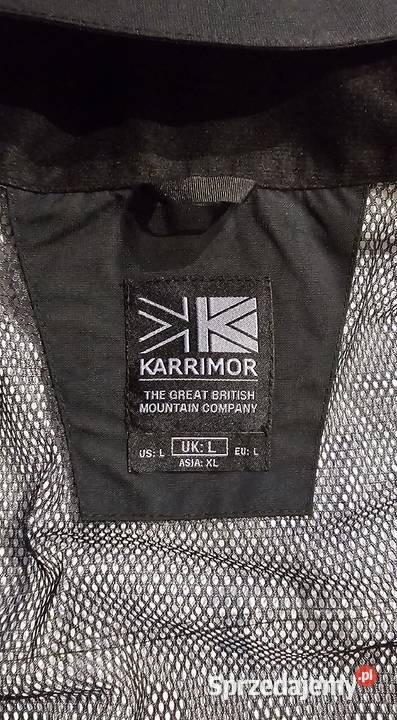 KARRIMOR
THE GREAT BRITISH
MOUNTAIN COMPANY
US: L UK: L EU: L
ASIA: XL
Sprzedajemy.pl